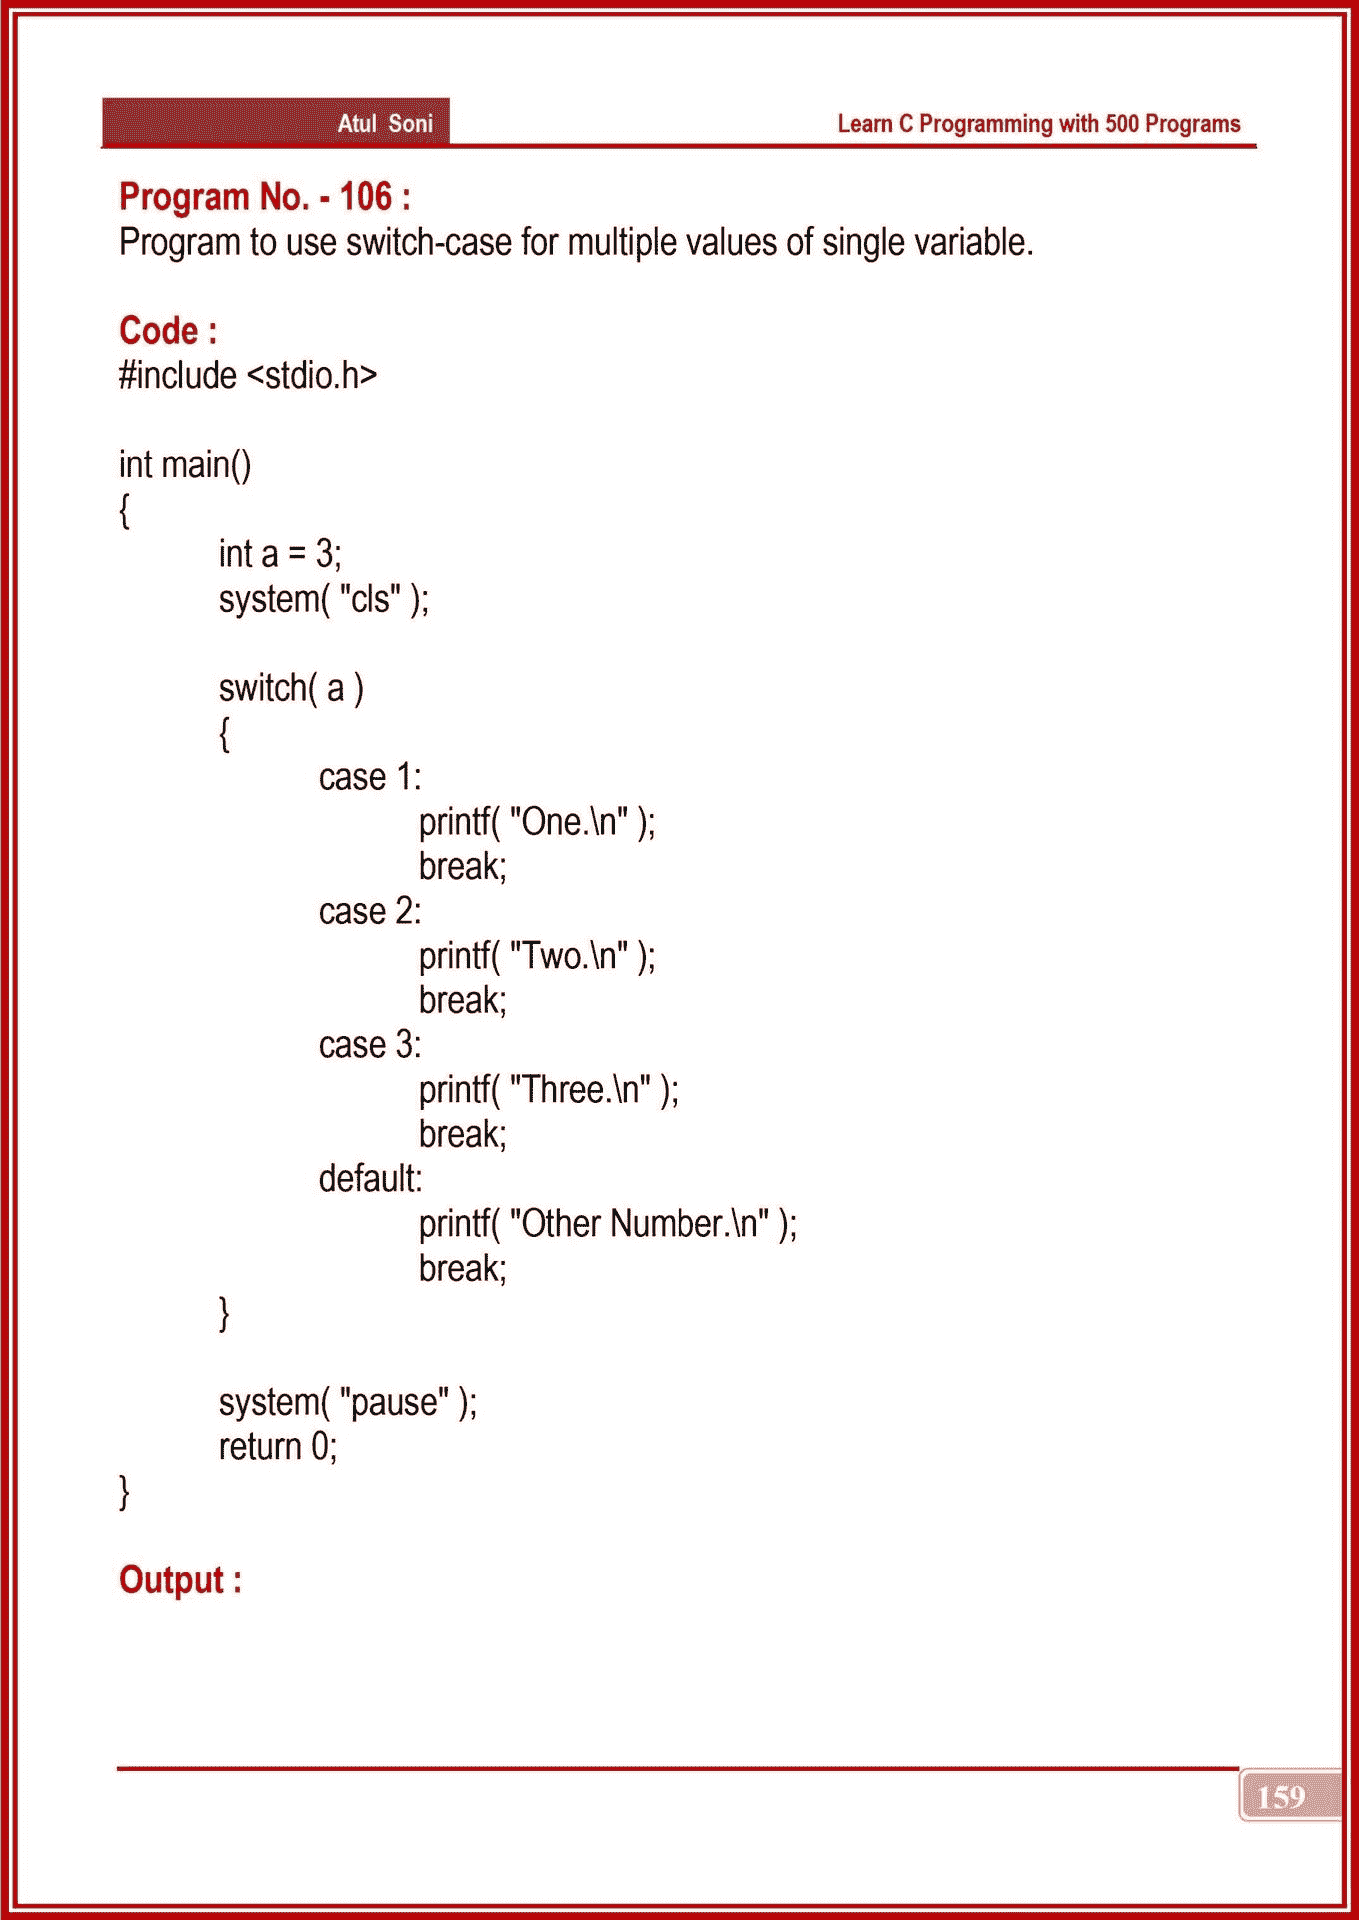 Atul Soni
Learn C Programming with 500 Programs
Program No. - 106 :
Program to use switch-case for multiple values of single variable.
Code :
#include <stdio.h>
int main()
{
int a = 3;
system( "cls" );
switch( a )
{
case 1:
printf( "One.\n" );
break;
case 2:
printf( "Two.\n" );
break;
case 3:
printf( "Three.\n" );
break;
default:
printf( "Other Number.\n" );
break;
}
system( "pause" );
return 0;
}
Output :
159